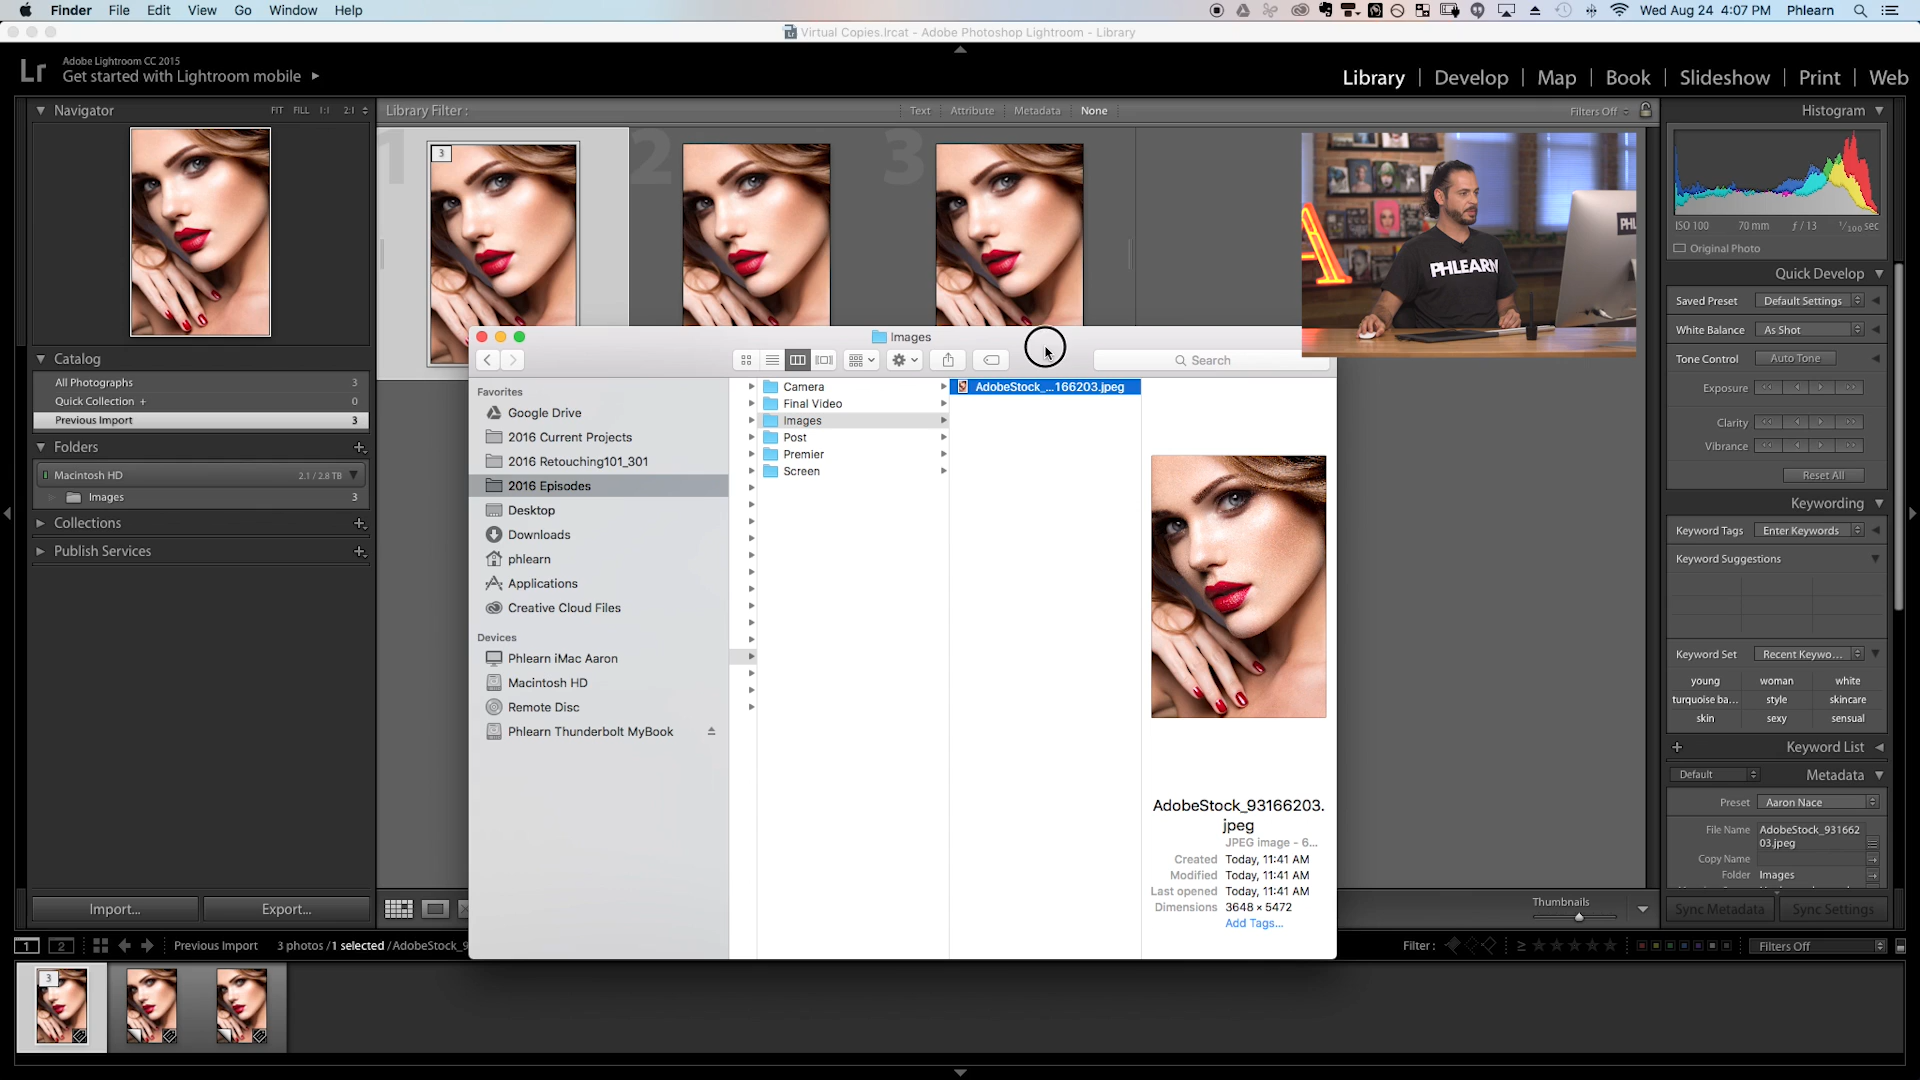 Finder File Edit View Go Window Help
Wed Aug 24 4:07 PM Phlearn
Virtual Copies.lrcat - Adobe Photoshop Lightroom - Library
Lr
Adobe Lightroom CC 2015
Get started with Lightroom mobile
Library Develop Map Book Slideshow Print Web
Navigator FIT FILL 1:1 2:1
Library Filter: Text Attribute Metadata None Filters Off
Histogram
1 2 3
3
PHLEARN
ISO 100 70 mm ƒ / 13 1/100 sec
Original Photo
Quick Develop
Saved Preset Default Settings
White Balance As Shot
Tone Control Auto Tone
Exposure
Clarity
Vibrance
Reset All
Keywording
Keyword Tags Enter Keywords
Keyword Suggestions
Keyword Set Recent Keywo...
young woman white
turquoise ba... style skincare
skin sexy sensual
Keyword List
Default Metadata
Preset Aaron Nace
File Name AdobeStock_931662
03.jpeg
Copy Name
Folder Images
Sync Metadata Sync Settings
Catalog
All Photographs 3
Quick Collection + 0
Previous Import 3
Folders
Macintosh HD 2.1 / 2.8 TB
Images 3
Collections
Publish Services
Import... Export...
Images
Search
Favorites
Google Drive
2016 Current Projects
2016 Retouching101_301
2016 Episodes
Desktop
Downloads
phlearn
Applications
Creative Cloud Files
Devices
Phlearn iMac Aaron
Macintosh HD
Remote Disc
Phlearn Thunderbolt MyBook
Camera
Final Video
Images
Post
Premier
Screen
AdobeStock_...166203.jpeg
AdobeStock_93166203.
jpeg
JPEG image - 6...
Created Today, 11:41 AM
Modified Today, 11:41 AM
Last opened Today, 11:41 AM
Dimensions 3648 × 5472
Add Tags...
Thumbnails
1 2 Previous Import 3 photos / 1 selected / AdobeStock_9
Filter: Filters Off
3